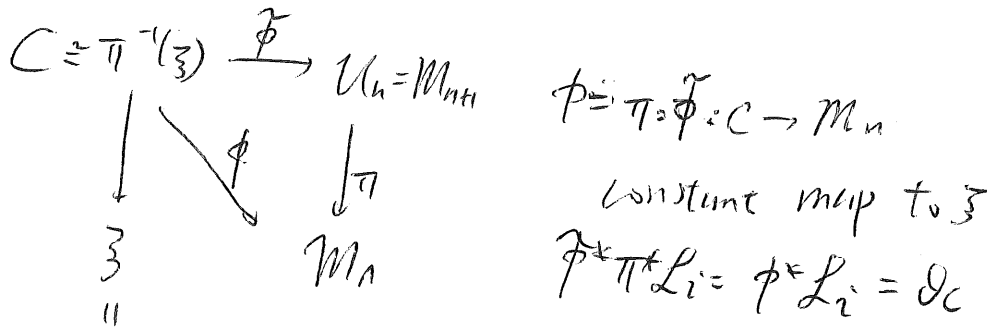 C ≅ π⁻¹(ξ) →^{φ̃} U_n = M_{n+1}
φ ≅ π∘φ̃ : C → M_n
φ π
constant map to ξ
ξ M_n
φ̃*π*ℒ_i = φ*ℒ_i = 𝒪_C
॥